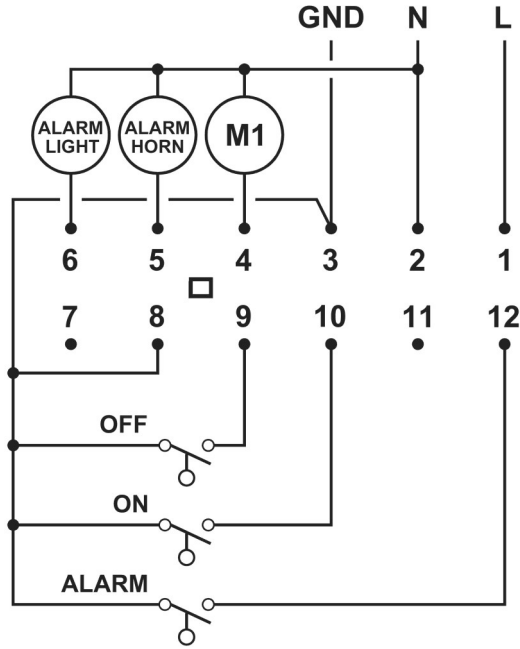 GND N L
ALARM LIGHT
ALARM HORN
M1
6 5 4 3 2 1
7 8 9 10 11 12
OFF
ON
ALARM